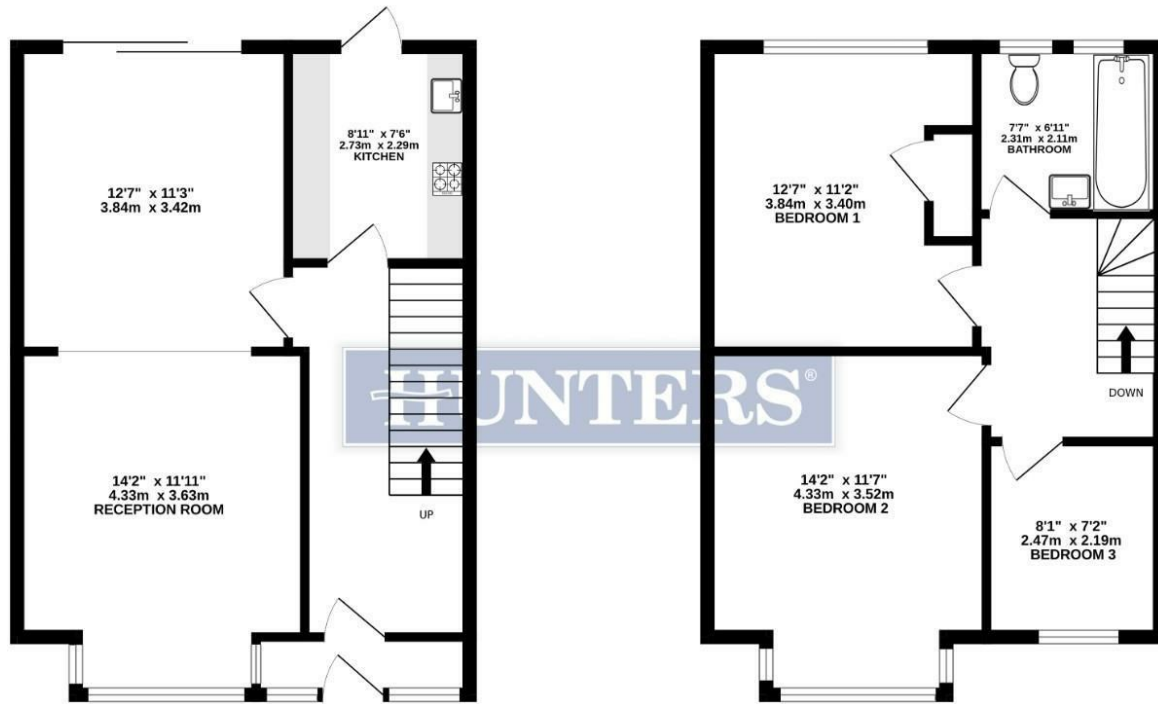 8'11" x 7'6"
2.73m x 2.29m
KITCHEN
12'7" x 11'3"
3.84m x 3.42m
14'2" x 11'11"
4.33m x 3.63m
RECEPTION ROOM
UP
HUNTERS®
7'7" x 6'11"
2.31m x 2.11m
BATHROOM
12'7" x 11'2"
3.84m x 3.40m
BEDROOM 1
DOWN
14'2" x 11'7"
4.33m x 3.52m
BEDROOM 2
8'1" x 7'2"
2.47m x 2.19m
BEDROOM 3